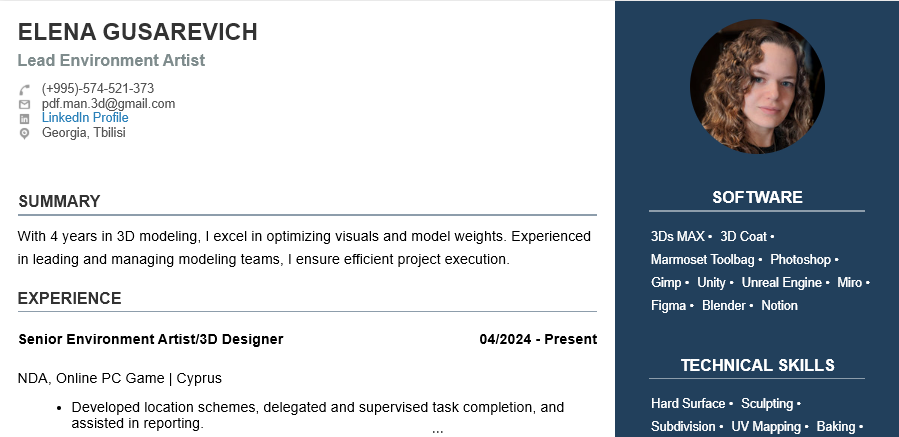 ELENA GUSAREVICH
Lead Environment Artist
(+995)-574-521-373
pdf.man.3d@gmail.com
LinkedIn Profile
Georgia, Tbilisi
SUMMARY
With 4 years in 3D modeling, I excel in optimizing visuals and model weights. Experienced
in leading and managing modeling teams, I ensure efficient project execution.
EXPERIENCE
Senior Environment Artist/3D Designer 04/2024 - Present
NDA, Online PC Game | Cyprus
• Developed location schemes, delegated and supervised task completion, and
assisted in reporting.
...
SOFTWARE
3Ds MAX • 3D Coat •
Marmoset Toolbag • Photoshop •
Gimp • Unity • Unreal Engine • Miro •
Figma • Blender • Notion
TECHNICAL SKILLS
Hard Surface • Sculpting •
Subdivision • UV Mapping • Baking •